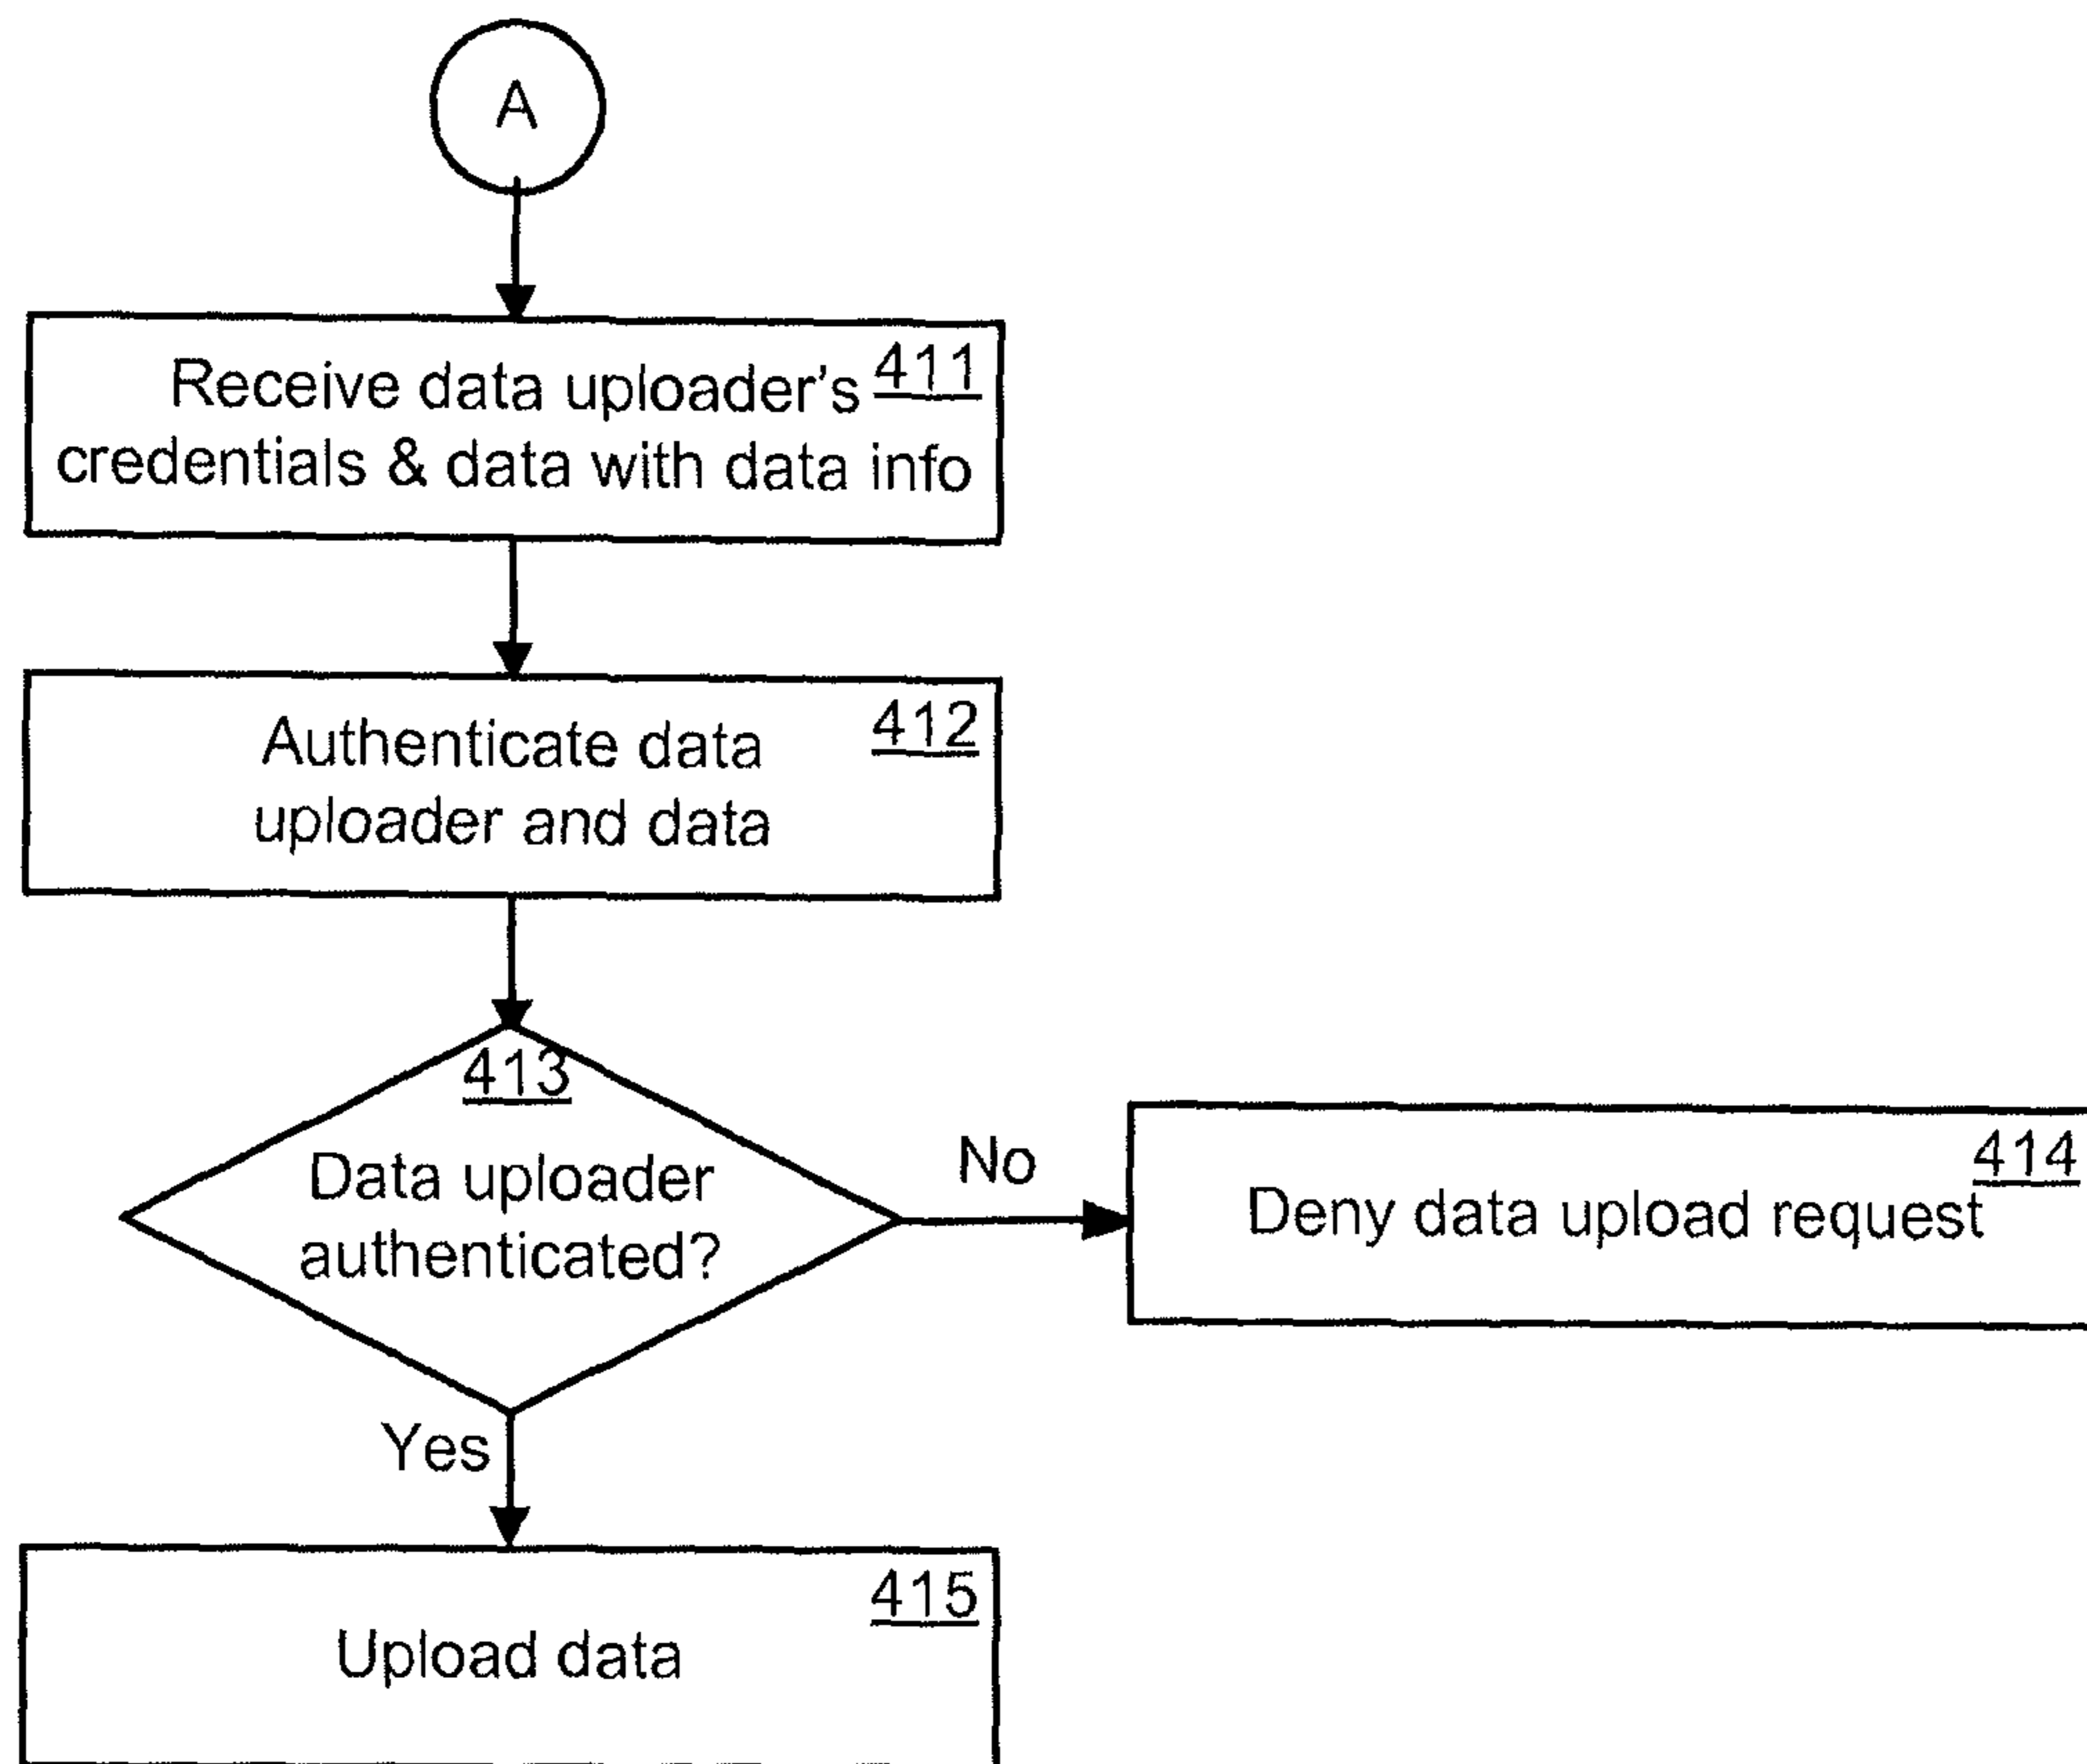 A
Receive data uploader's 411
credentials & data with data info
412
Authenticate data
uploader and data
413
Data uploader
authenticated?
No
414
Deny data upload request
Yes
415
Upload data